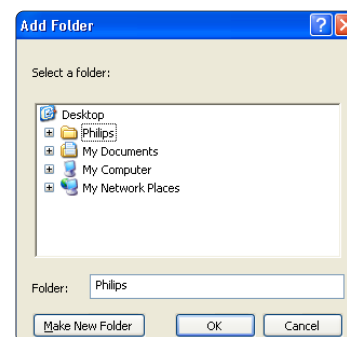 Add Folder
Select a folder:
Desktop
Philips
My Documents
My Computer
My Network Places
Folder: Philips
Make New Folder OK Cancel